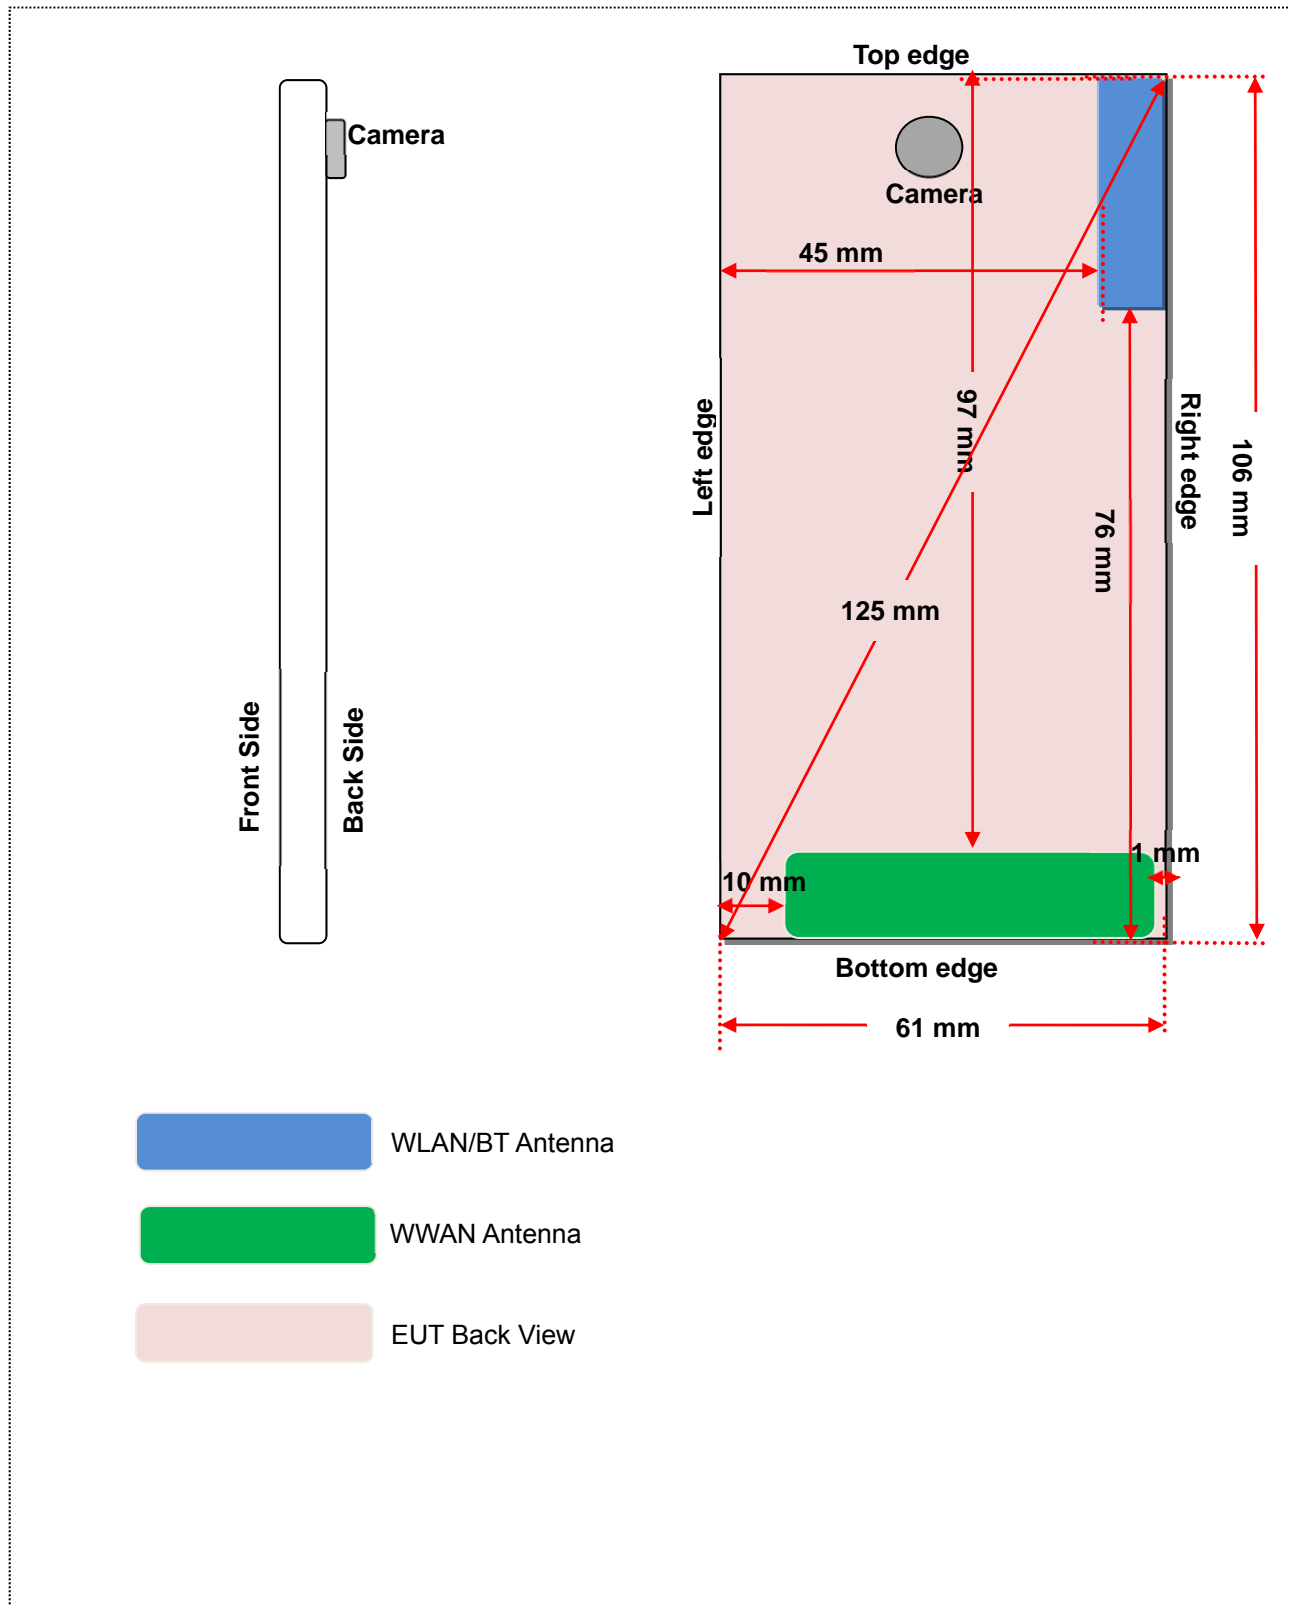 Top edge
Camera
Camera
45 mm
Left edge
97 mm
Right edge
106 mm
76 mm
125 mm
Front Side
Back Side
1 mm
10 mm
Bottom edge
61 mm
WLAN/BT Antenna
WWAN Antenna
EUT Back View